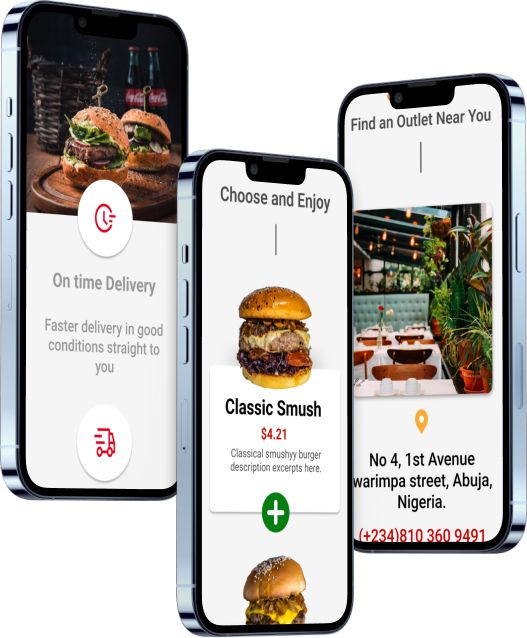 On time Delivery
Faster delivery in good
conditions straight to
you
Choose and Enjoy
Classic Smush
$4.21
Classical smushyy burger
description excerpts here.
Find an Outlet Near You
No 4, 1st Avenue
warimpa street, Abuja,
Nigeria.
(+234)810 360 9491